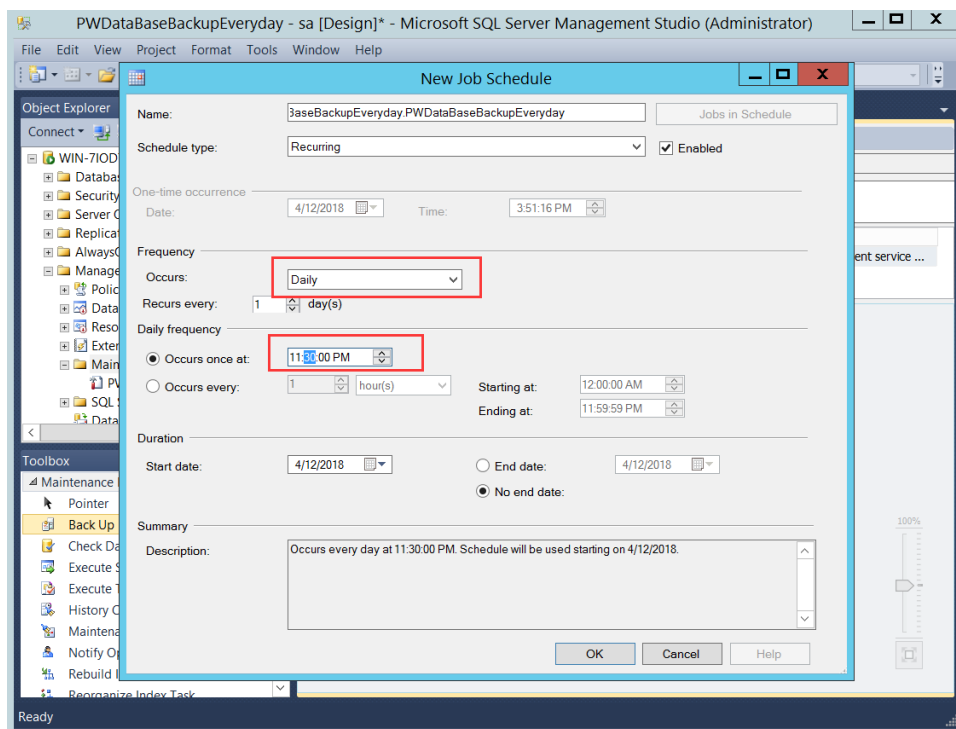 PWDataBaseBackupEveryday - sa [Design]* - Microsoft SQL Server Management Studio (Administrator)
File Edit View Project Format Tools Window Help
New Job Schedule
Object Explorer
Connect
WIN-7IOD
Databas
Security
Server O
Replicat
AlwaysO
Manage
Polic
Data
Reso
Exter
Main
PV
SQL S
Data
Name: BaseBackupEveryday.PWDataBaseBackupEveryday Jobs in Schedule
Schedule type: Recurring Enabled
One-time occurrence
Date: 4/12/2018 Time: 3:51:16 PM
Frequency
Occurs: Daily
Recurs every: 1 day(s)
Daily frequency
Occurs once at: 11:30:00 PM
Occurs every: 1 hour(s) Starting at: 12:00:00 AM
Ending at: 11:59:59 PM
Duration
Start date: 4/12/2018 End date: 4/12/2018
No end date:
Summary
Description: Occurs every day at 11:30:00 PM. Schedule will be used starting on 4/12/2018.
OK Cancel Help
ent service ...
100%
Toolbox
Maintenance
Pointer
Back Up
Check Da
Execute S
Execute T
History C
Maintena
Notify Op
Rebuild I
Reorganize Index Task
Ready